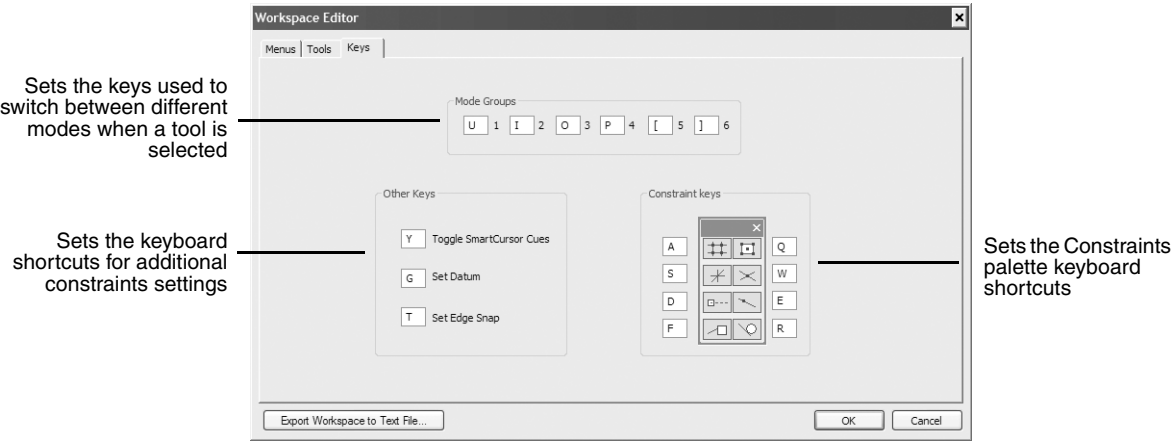 Workspace Editor
Menus Tools Keys
Sets the keys used to
switch between different
modes when a tool is
selected
Mode Groups
U 1 I 2 O 3 P 4 [ 5 ] 6
Other Keys
Y Toggle SmartCursor Cues
G Set Datum
T Set Edge Snap
Sets the keyboard
shortcuts for additional
constraints settings
Constraint keys
A Q
S W
D E
F R
Sets the Constraints
palette keyboard
shortcuts
Export Workspace to Text File... OK Cancel